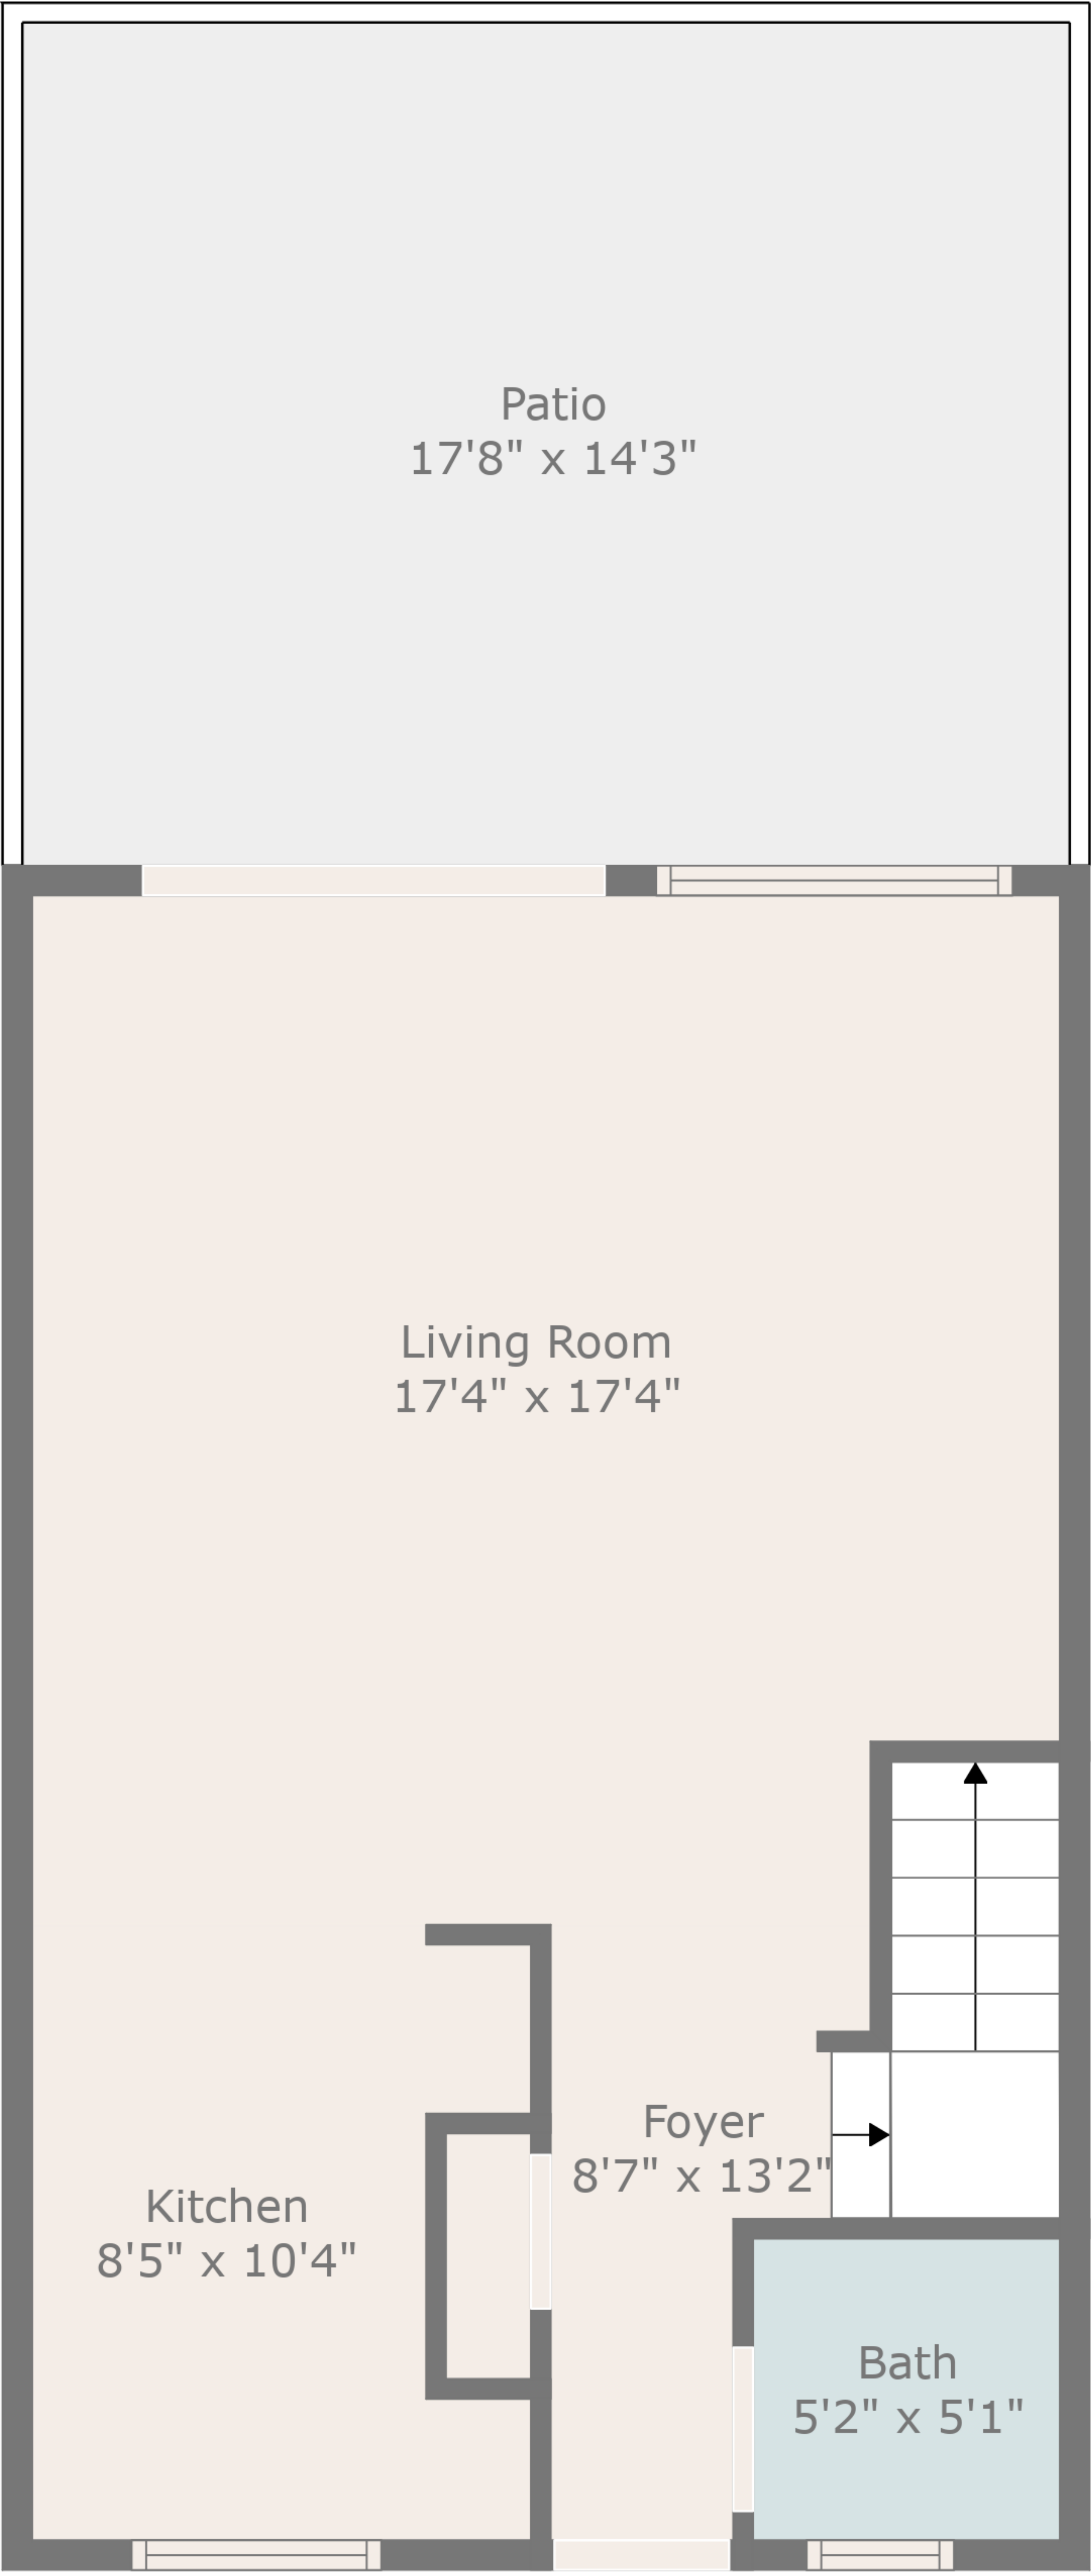 Patio
17'8" x 14'3"
Living Room
17'4" x 17'4"
Foyer
8'7" x 13'2"
Kitchen
8'5" x 10'4"
Bath
5'2" x 5'1"